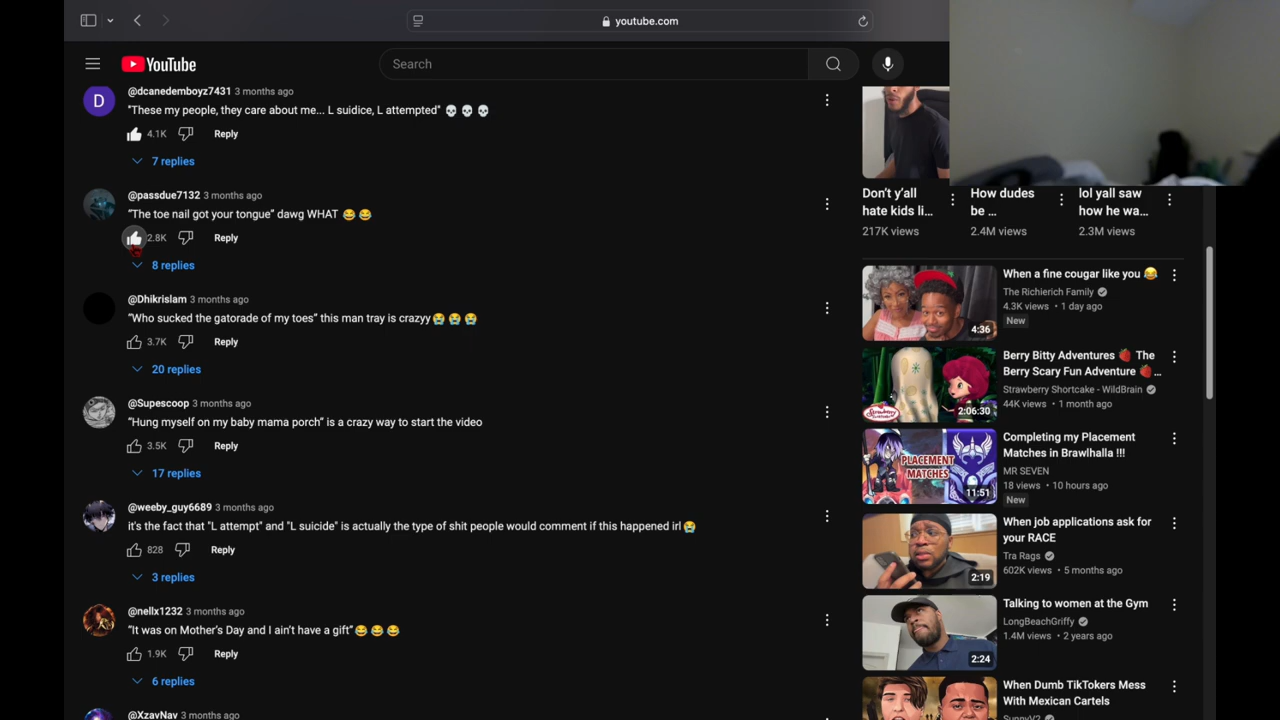 youtube.com
YouTube
Search
@dcanedemboyz7431 3 months ago
"These my people, they care about me... L suidice, L attempted" 💀 💀 💀
4.1K Reply
7 replies
@passdue7132 3 months ago
“The toe nail got your tongue” dawg WHAT 😂 😂
2.8K Reply
8 replies
@Dhikrislam 3 months ago
“Who sucked the gatorade of my toes” this man tray is crazyy😭 😭 😭
3.7K Reply
20 replies
@Supescoop 3 months ago
“Hung myself on my baby mama porch” is a crazy way to start the video
3.5K Reply
17 replies
@weeby_guy6689 3 months ago
it's the fact that "L attempt" and "L suicide" is actually the type of shit people would comment if this happened irl😭
828 Reply
3 replies
@nellx1232 3 months ago
“It was on Mother's Day and I ain't have a gift”😂 😂 😂
1.9K Reply
6 replies
@XzavNav 3 months ago
D
Don’t y’all
hate kids li...
217K views
How dudes
be ...
2.4M views
lol yall saw
how he wa...
2.3M views
When a fine cougar like you 😂
The Richierich Family
4.3K views • 1 day ago
New
4:36
Berry Bitty Adventures 🍓 The
Berry Scary Fun Adventure 🍓...
Strawberry Shortcake - WildBrain
44K views • 1 month ago
2:06:30
Completing my Placement
Matches in Brawlhalla !!!
MR SEVEN
18 views • 10 hours ago
New
PLACEMENT
MATCHES
11:51
When job applications ask for
your RACE
Tra Rags
602K views • 5 months ago
2:19
Talking to women at the Gym
LongBeachGriffy
1.4M views • 2 years ago
2:24
When Dumb TikTokers Mess
With Mexican Cartels
SunnyV2